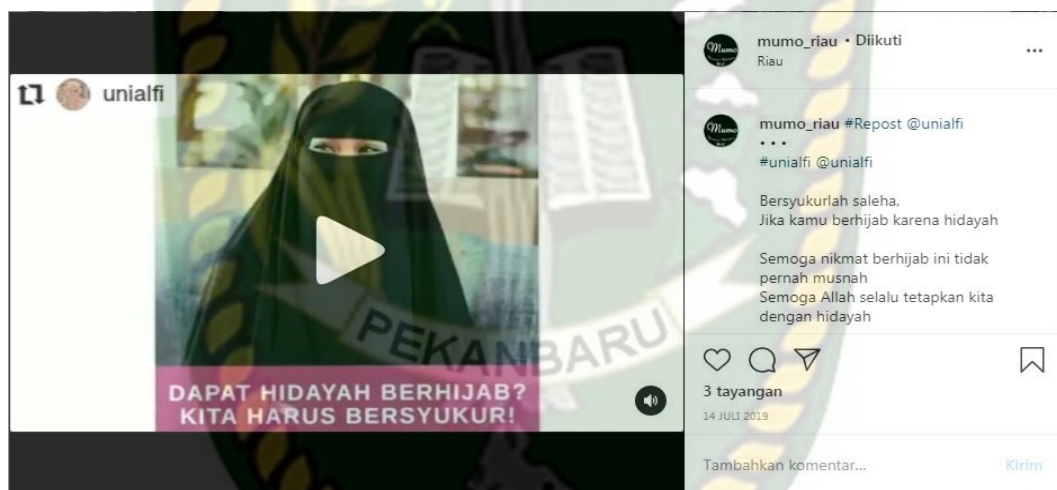 unialfi
PEKANBARU
DAPAT HIDAYAH BERHIJAB?
KITA HARUS BERSYUKUR!
mumo_riau • Diikuti
Riau
mumo_riau #Repost @unialfi
• • •
#unialfi @unialfi
Bersyukurlah saleha,
Jika kamu berhijab karena hidayah
Semoga nikmat berhijab ini tidak
pernah musnah
Semoga Allah selalu tetapkan kita
dengan hidayah
3 tayangan
14 JULI 2019
Tambahkan komentar...
Kirim